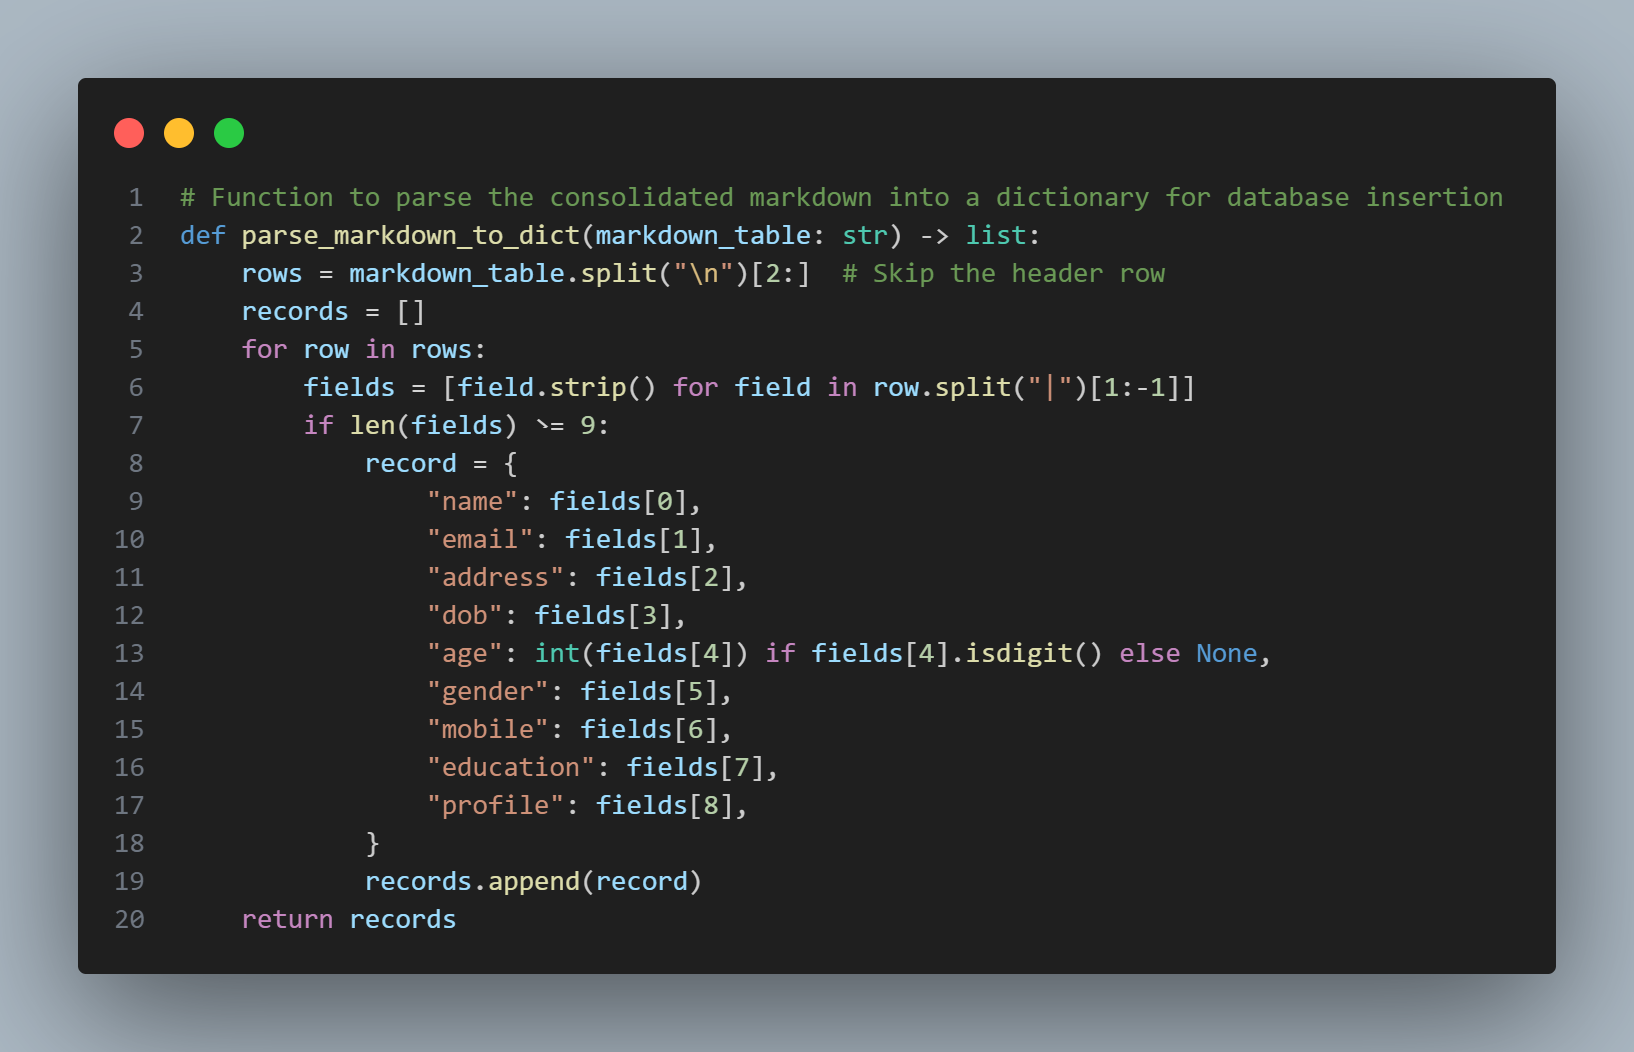 1 # Function to parse the consolidated markdown into a dictionary for database insertion
2 def parse_markdown_to_dict(markdown_table: str) -> list:
3     rows = markdown_table.split("\n")[2:]  # Skip the header row
4     records = []
5     for row in rows:
6         fields = [field.strip() for field in row.split("|")[1:-1]]
7         if len(fields) >= 9:
8             record = {
9                 "name": fields[0],
10                 "email": fields[1],
11                 "address": fields[2],
12                 "dob": fields[3],
13                 "age": int(fields[4]) if fields[4].isdigit() else None,
14                 "gender": fields[5],
15                 "mobile": fields[6],
16                 "education": fields[7],
17                 "profile": fields[8],
18             }
19             records.append(record)
20     return records